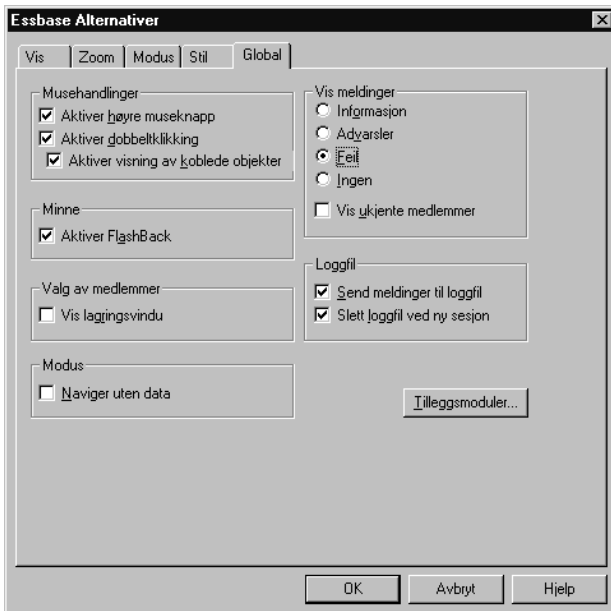 Essbase Alternativer
Vis
Zoom
Modus
Stil
Global
Musehandlinger
Aktiver høyre museknapp
Aktiver dobbeltklikking
Aktiver visning av koblede objekter
Minne
Aktiver FlashBack
Valg av medlemmer
Vis lagringsvindu
Modus
Naviger uten data
Vis meldinger
Informasjon
Advarsler
Feil
Ingen
Vis ukjente medlemmer
Loggfil
Send meldinger til loggfil
Slett loggfil ved ny sesjon
Tilleggsmoduler...
OK
Avbryt
Hjelp